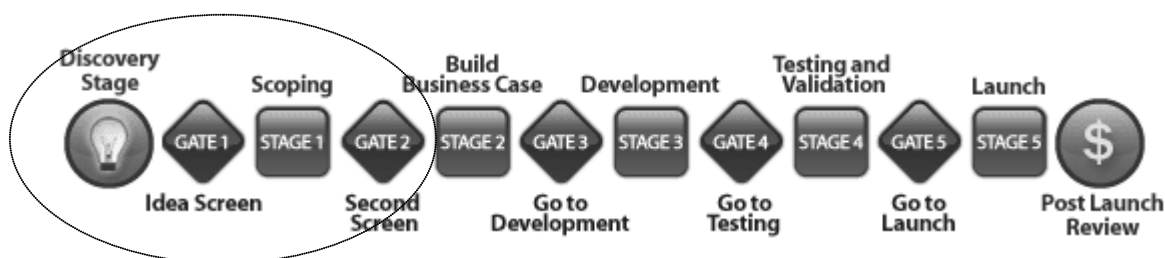 Discovery
Stage
Scoping
Build
Business Case
Development
Testing and
Validation
Launch
GATE 1
STAGE 1
GATE 2
STAGE 2
GATE 3
STAGE 3
GATE 4
STAGE 4
GATE 5
STAGE 5
$
Idea Screen
Second
Screen
Go to
Development
Go to
Testing
Go to
Launch
Post Launch
Review